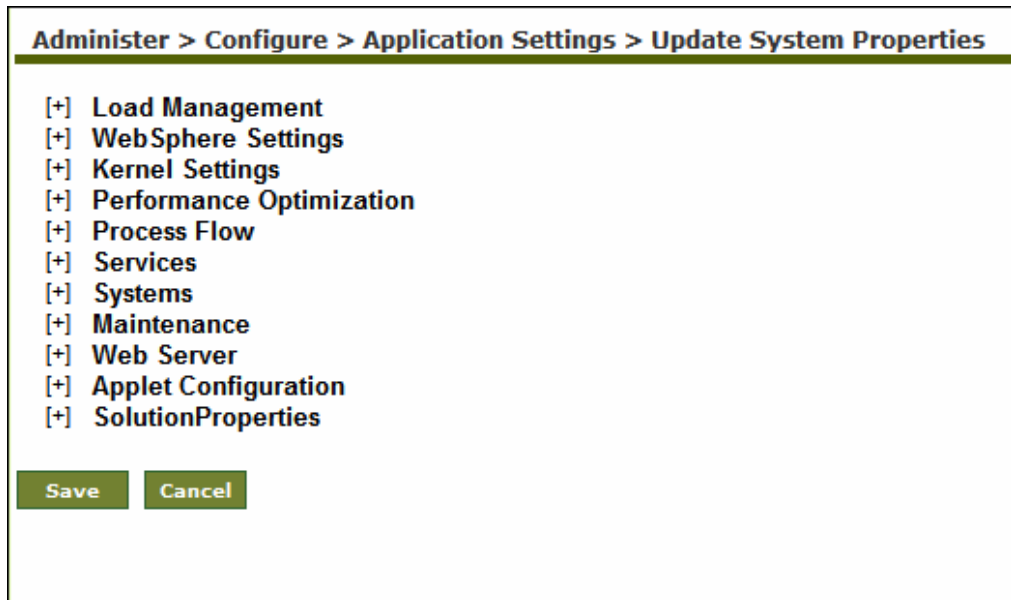 Administer > Configure > Application Settings > Update System Properties
[+] Load Management
[+] WebSphere Settings
[+] Kernel Settings
[+] Performance Optimization
[+] Process Flow
[+] Services
[+] Systems
[+] Maintenance
[+] Web Server
[+] Applet Configuration
[+] SolutionProperties
Save Cancel